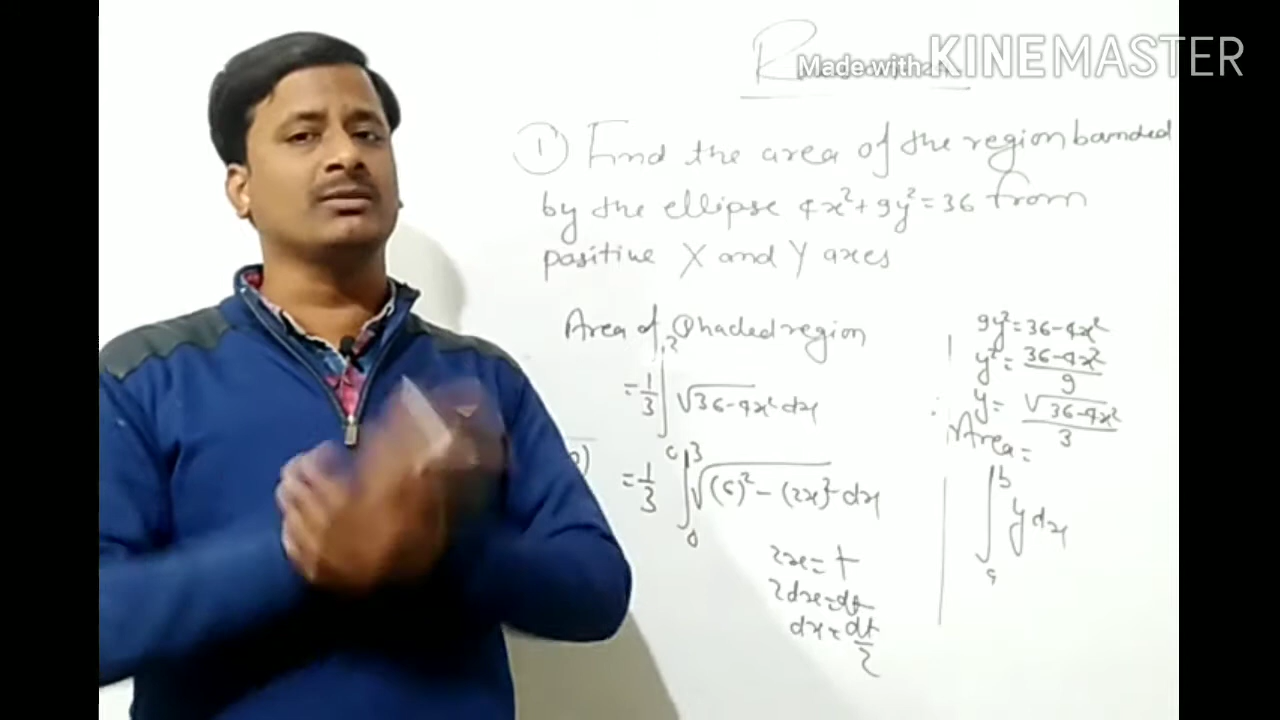 Made with KINEMASTER
① Find the area of the region bounded
by the ellipse 4x²+9y²=36 from
positive X and Y axes
Area of Shaded region
= 1/3 ∫ √36-4x² dx
= 1/3 ∫₀³ √(6)² - (2x)² dx
2x = t
2dx = dt
dx = dt/2
9y² = 36-4x²
y² = 36-4x²/9
y = √36-4x²/3
∴ Area =
∫ₐᵇ y dx